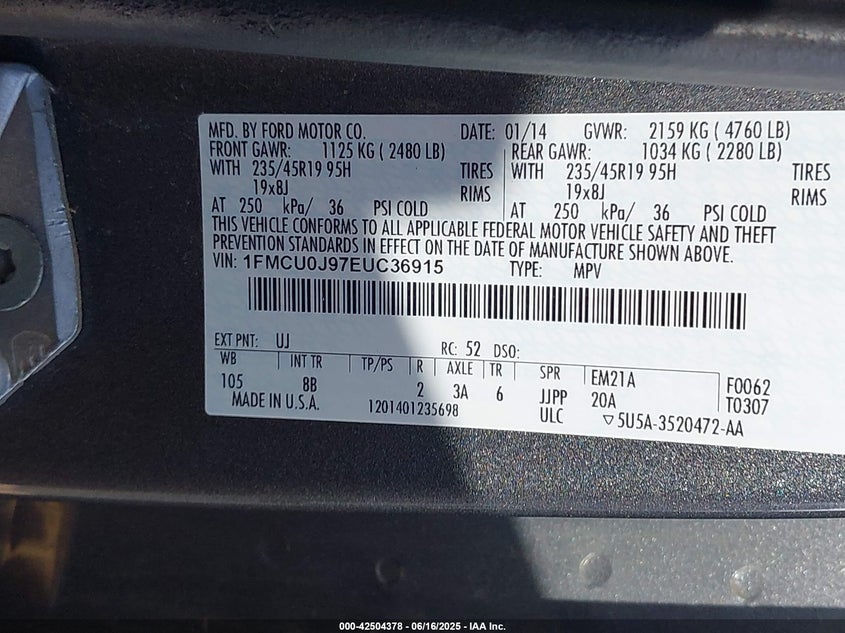 MFD. BY FORD MOTOR CO. DATE: 01/14 GVWR: 2159 KG ( 4760 LB)
FRONT GAWR: 1125 KG ( 2480 LB) REAR GAWR: 1034 KG ( 2280 LB)
WITH 235/45R19 95H TIRES WITH 235/45R19 95H TIRES
19x8J RIMS 19x8J RIMS
AT 250 kPa/ 36 PSI COLD AT 250 kPa/ 36 PSI COLD
THIS VEHICLE CONFORMS TO ALL APPLICABLE FEDERAL MOTOR VEHICLE SAFETY AND THEFT
PREVENTION STANDARDS IN EFFECT ON THE DATE OF MANUFACTURE SHOWN ABOVE.
VIN: 1FMCU0J97EUC36915 TYPE: MPV
EXT PNT: UJ RC: 52 DSO:
WB INT TR TP/PS R AXLE TR SPR EM21A F0062
105 8B 2 3A 6 JJPP 20A T0307
MADE IN U.S.A. 1201401235698 ULC ▽5U5A-3520472-AA
000-42504378 - 06/16/2025 - IAA Inc.